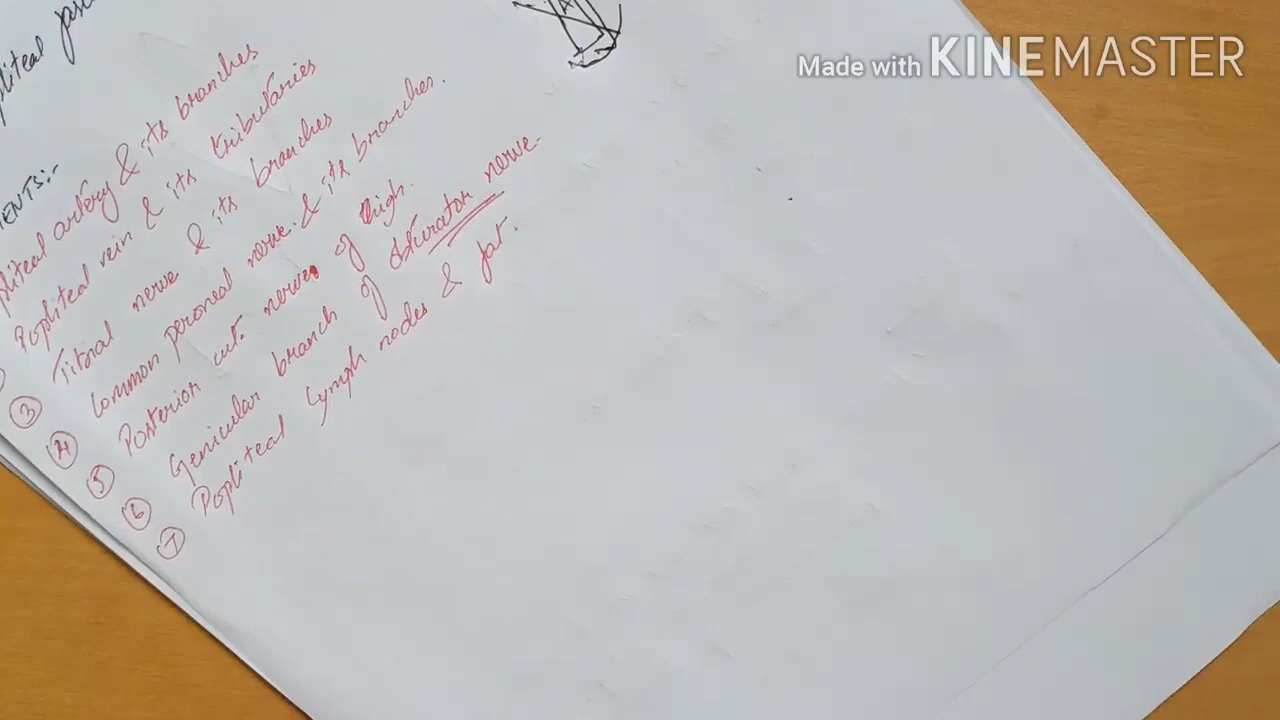 pliteal fasc
ENTS:-
pliteal artery & its branches
Popliteal vein & its tributaries
③ Tibial nerve & its branches
④ Common peroneal nerve & its branches.
⑤ Posterior cut. nerve of thigh.
⑥ Genicular branch of obturator nerve.
⑦ Popliteal lymph nodes & fat.
A
Made with KINEMASTER